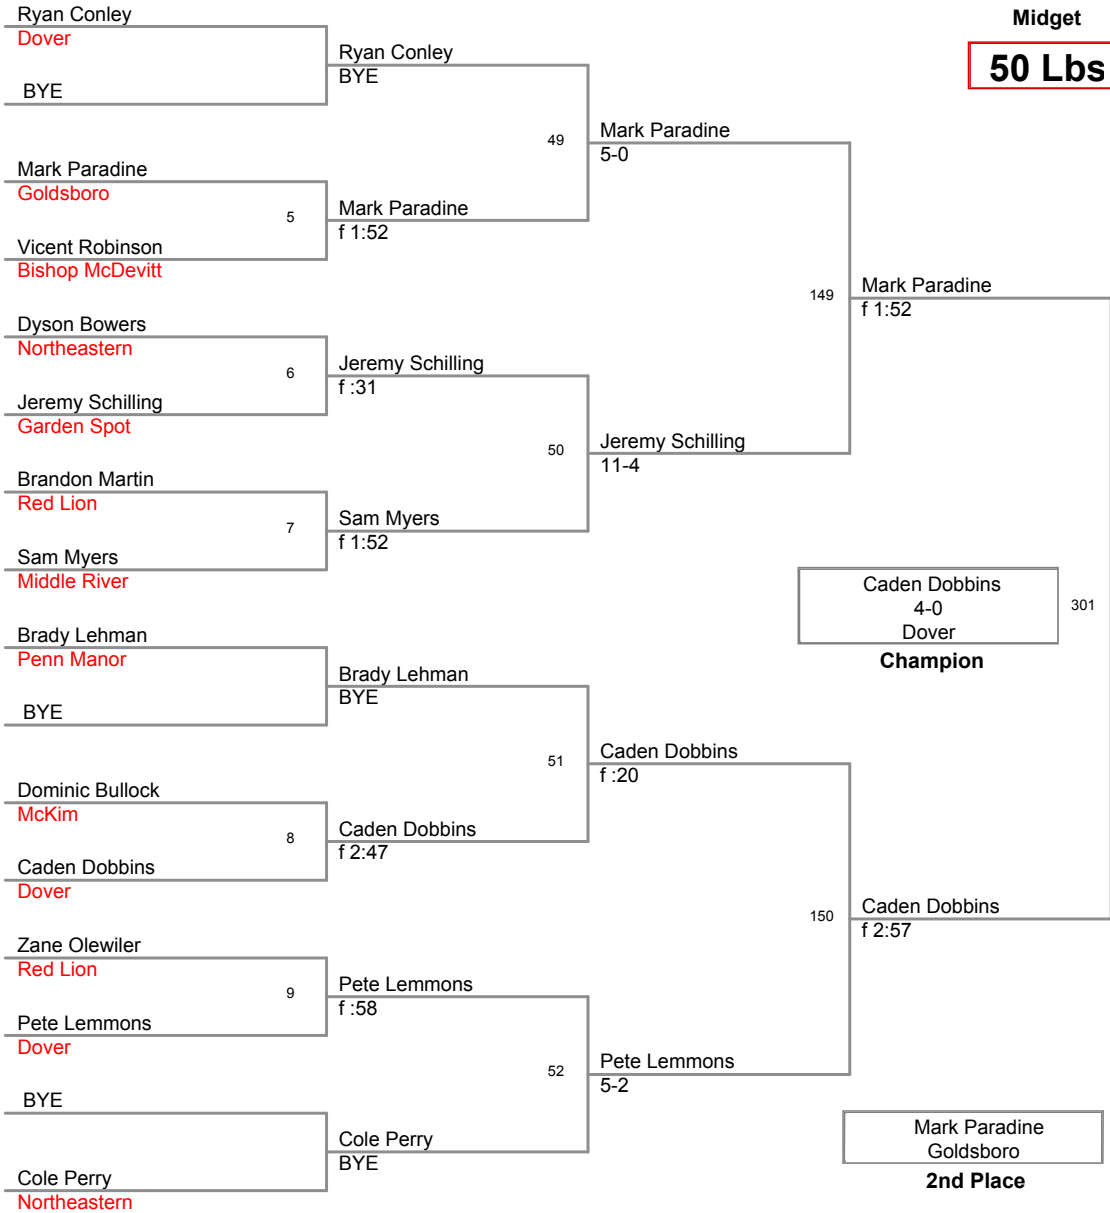 Midget
50 Lbs
Ryan Conley
Dover
BYE
Mark Paradine
Goldsboro
5
Vicent Robinson
Bishop McDevitt
Dyson Bowers
Northeastern
6
Jeremy Schilling
Garden Spot
Brandon Martin
Red Lion
7
Sam Myers
Middle River
Brady Lehman
Penn Manor
BYE
Dominic Bullock
McKim
8
Caden Dobbins
Dover
Zane Olewiler
Red Lion
9
Pete Lemmons
Dover
BYE
Cole Perry
Northeastern
Ryan Conley
BYE
49
Mark Paradine
f 1:52
Jeremy Schilling
f :31
50
Sam Myers
f 1:52
Brady Lehman
BYE
51
Caden Dobbins
f 2:47
Pete Lemmons
f :58
52
Cole Perry
BYE
Mark Paradine
5-0
149
Jeremy Schilling
11-4
Caden Dobbins
f :20
150
Pete Lemmons
5-2
Mark Paradine
f 1:52
301
Caden Dobbins
f 2:57
Caden Dobbins
4-0
Dover
Champion
Mark Paradine
Goldsboro
2nd Place